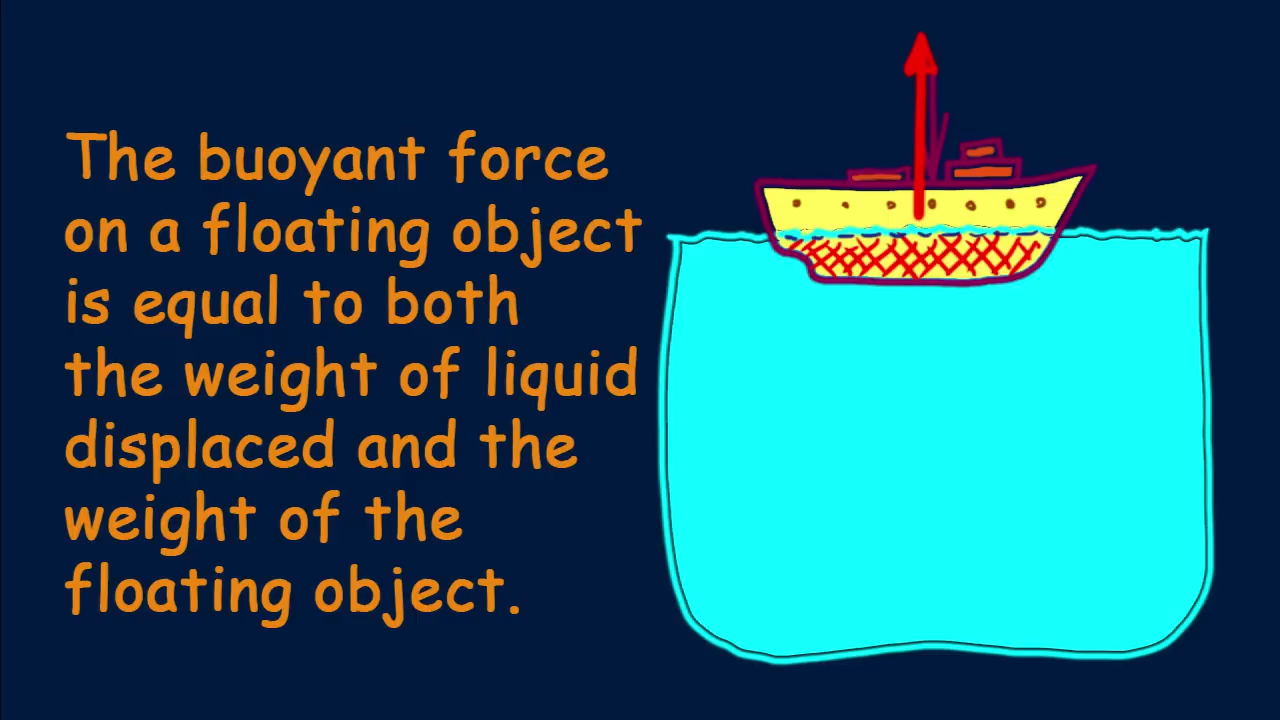 The buoyant force
on a floating object
is equal to both
the weight of liquid
displaced and the
weight of the
floating object.